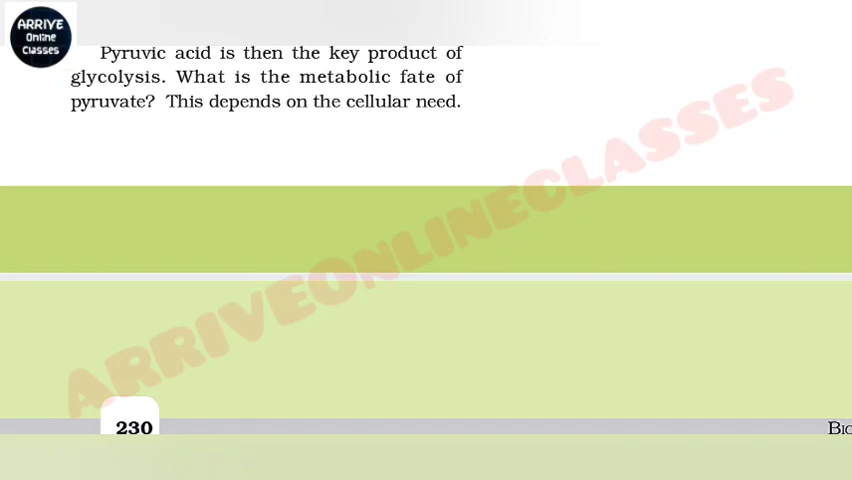 ARRIVE
Online
Classes
Pyruvic acid is then the key product of
glycolysis. What is the metabolic fate of
pyruvate? This depends on the cellular need.
ARRIVEONLINECLASSES
230